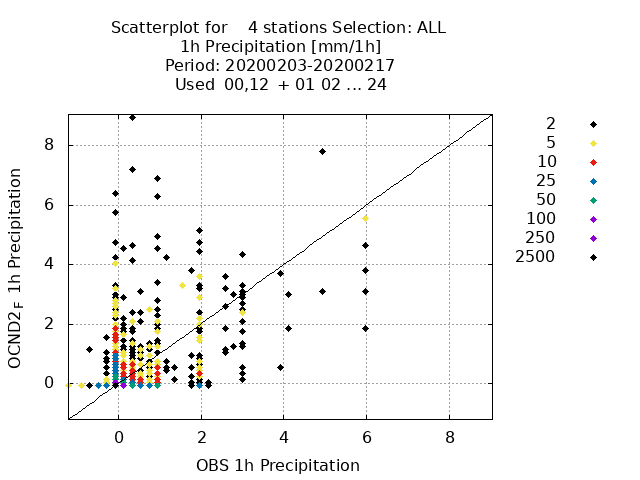 Scatterplot for 4 stations Selection: ALL
1h Precipitation [mm/1h]
Period: 20200203-20200217
Used 00,12 + 01 02 ... 24
OCND2F 1h Precipitation
8
6
4
2
0
0 2 4 6 8
OBS 1h Precipitation
2
5
10
25
50
100
250
2500